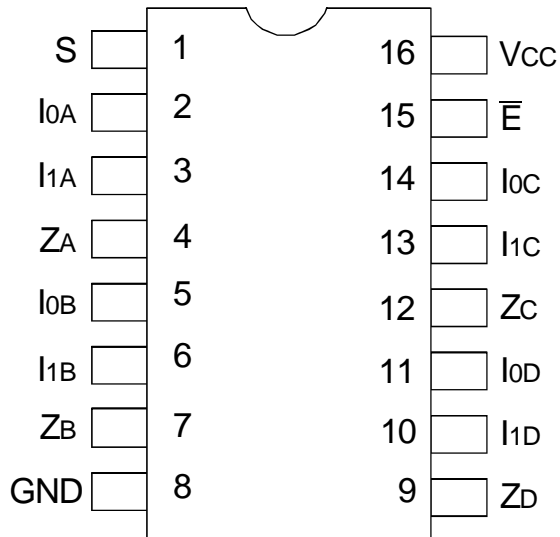 S 1 16 VCC
I0A 2 15 E̅
I1A 3 14 I0C
ZA 4 13 I1C
I0B 5 12 ZC
I1B 6 11 I0D
ZB 7 10 I1D
GND 8 9 ZD